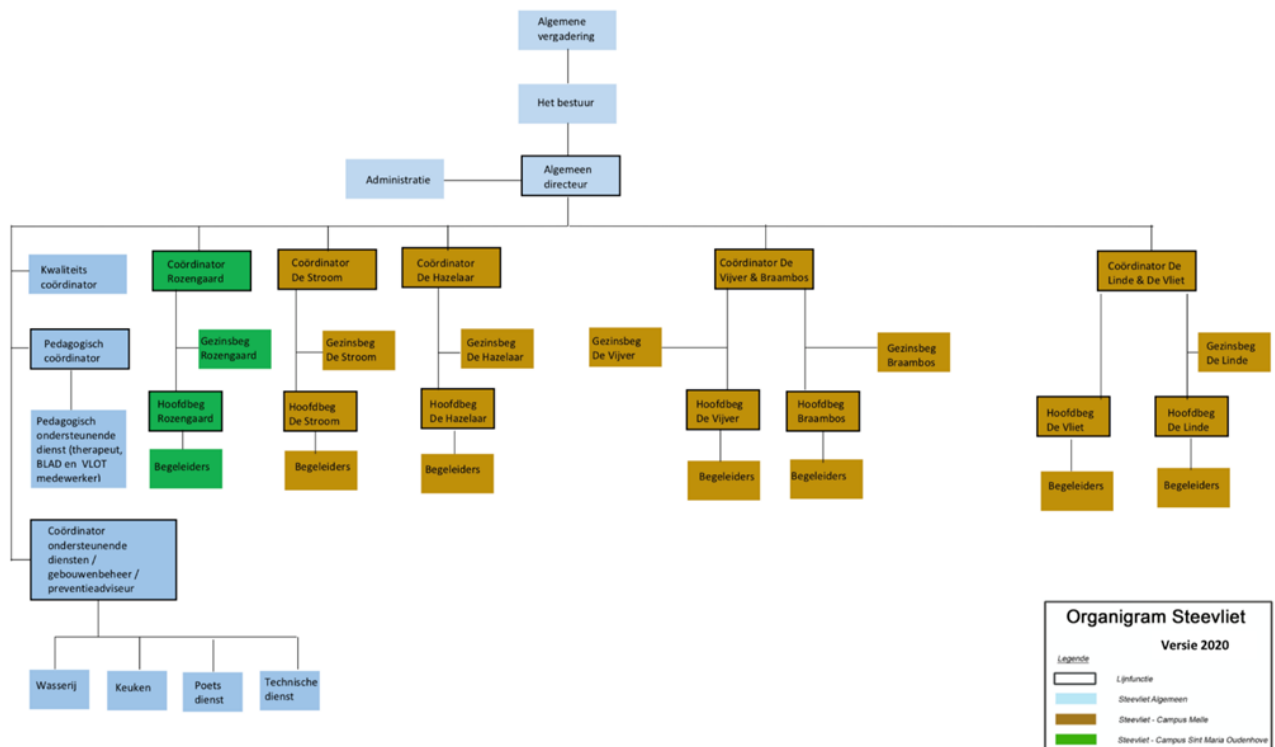 Algemene
vergadering
Het bestuur
Administratie
Algemeen
directeur
Kwaliteits
coördinator
Coördinator
Rozengaard
Coördinator
De Stroom
Coördinator
De Hazelaar
Coördinator De
Vijver & Braambos
Coördinator De
Linde & De Vliet
Pedagogisch
coördinator
Gezinsbeg
Rozengaard
Gezinsbeg
De Stroom
Gezinsbeg
De Hazelaar
Gezinsbeg
De Vijver
Gezinsbeg
Braambos
Gezinsbeg
De Linde
Pedagogisch
ondersteunende
dienst (therapeut,
BLAD en VLOT
medewerker)
Hoofdbeg
Rozengaard
Hoofdbeg
De Stroom
Hoofdbeg
De Hazelaar
Hoofdbeg
De Vijver
Hoofdbeg
Braambos
Hoofdbeg
De Vliet
Hoofdbeg
De Linde
Begeleiders
Begeleiders
Begeleiders
Begeleiders
Begeleiders
Begeleiders
Begeleiders
Coördinator
ondersteunende
diensten /
gebouwenbeheer /
preventieadviseur
Wasserij
Keuken
Poets
dienst
Technische
dienst
Organigram Steevliet
Versie 2020
Legende
Lijnfunctie
Steevliet Algemeen
Steevliet - Campus Melle
Steevliet - Campus Sint Maria Oudenhove